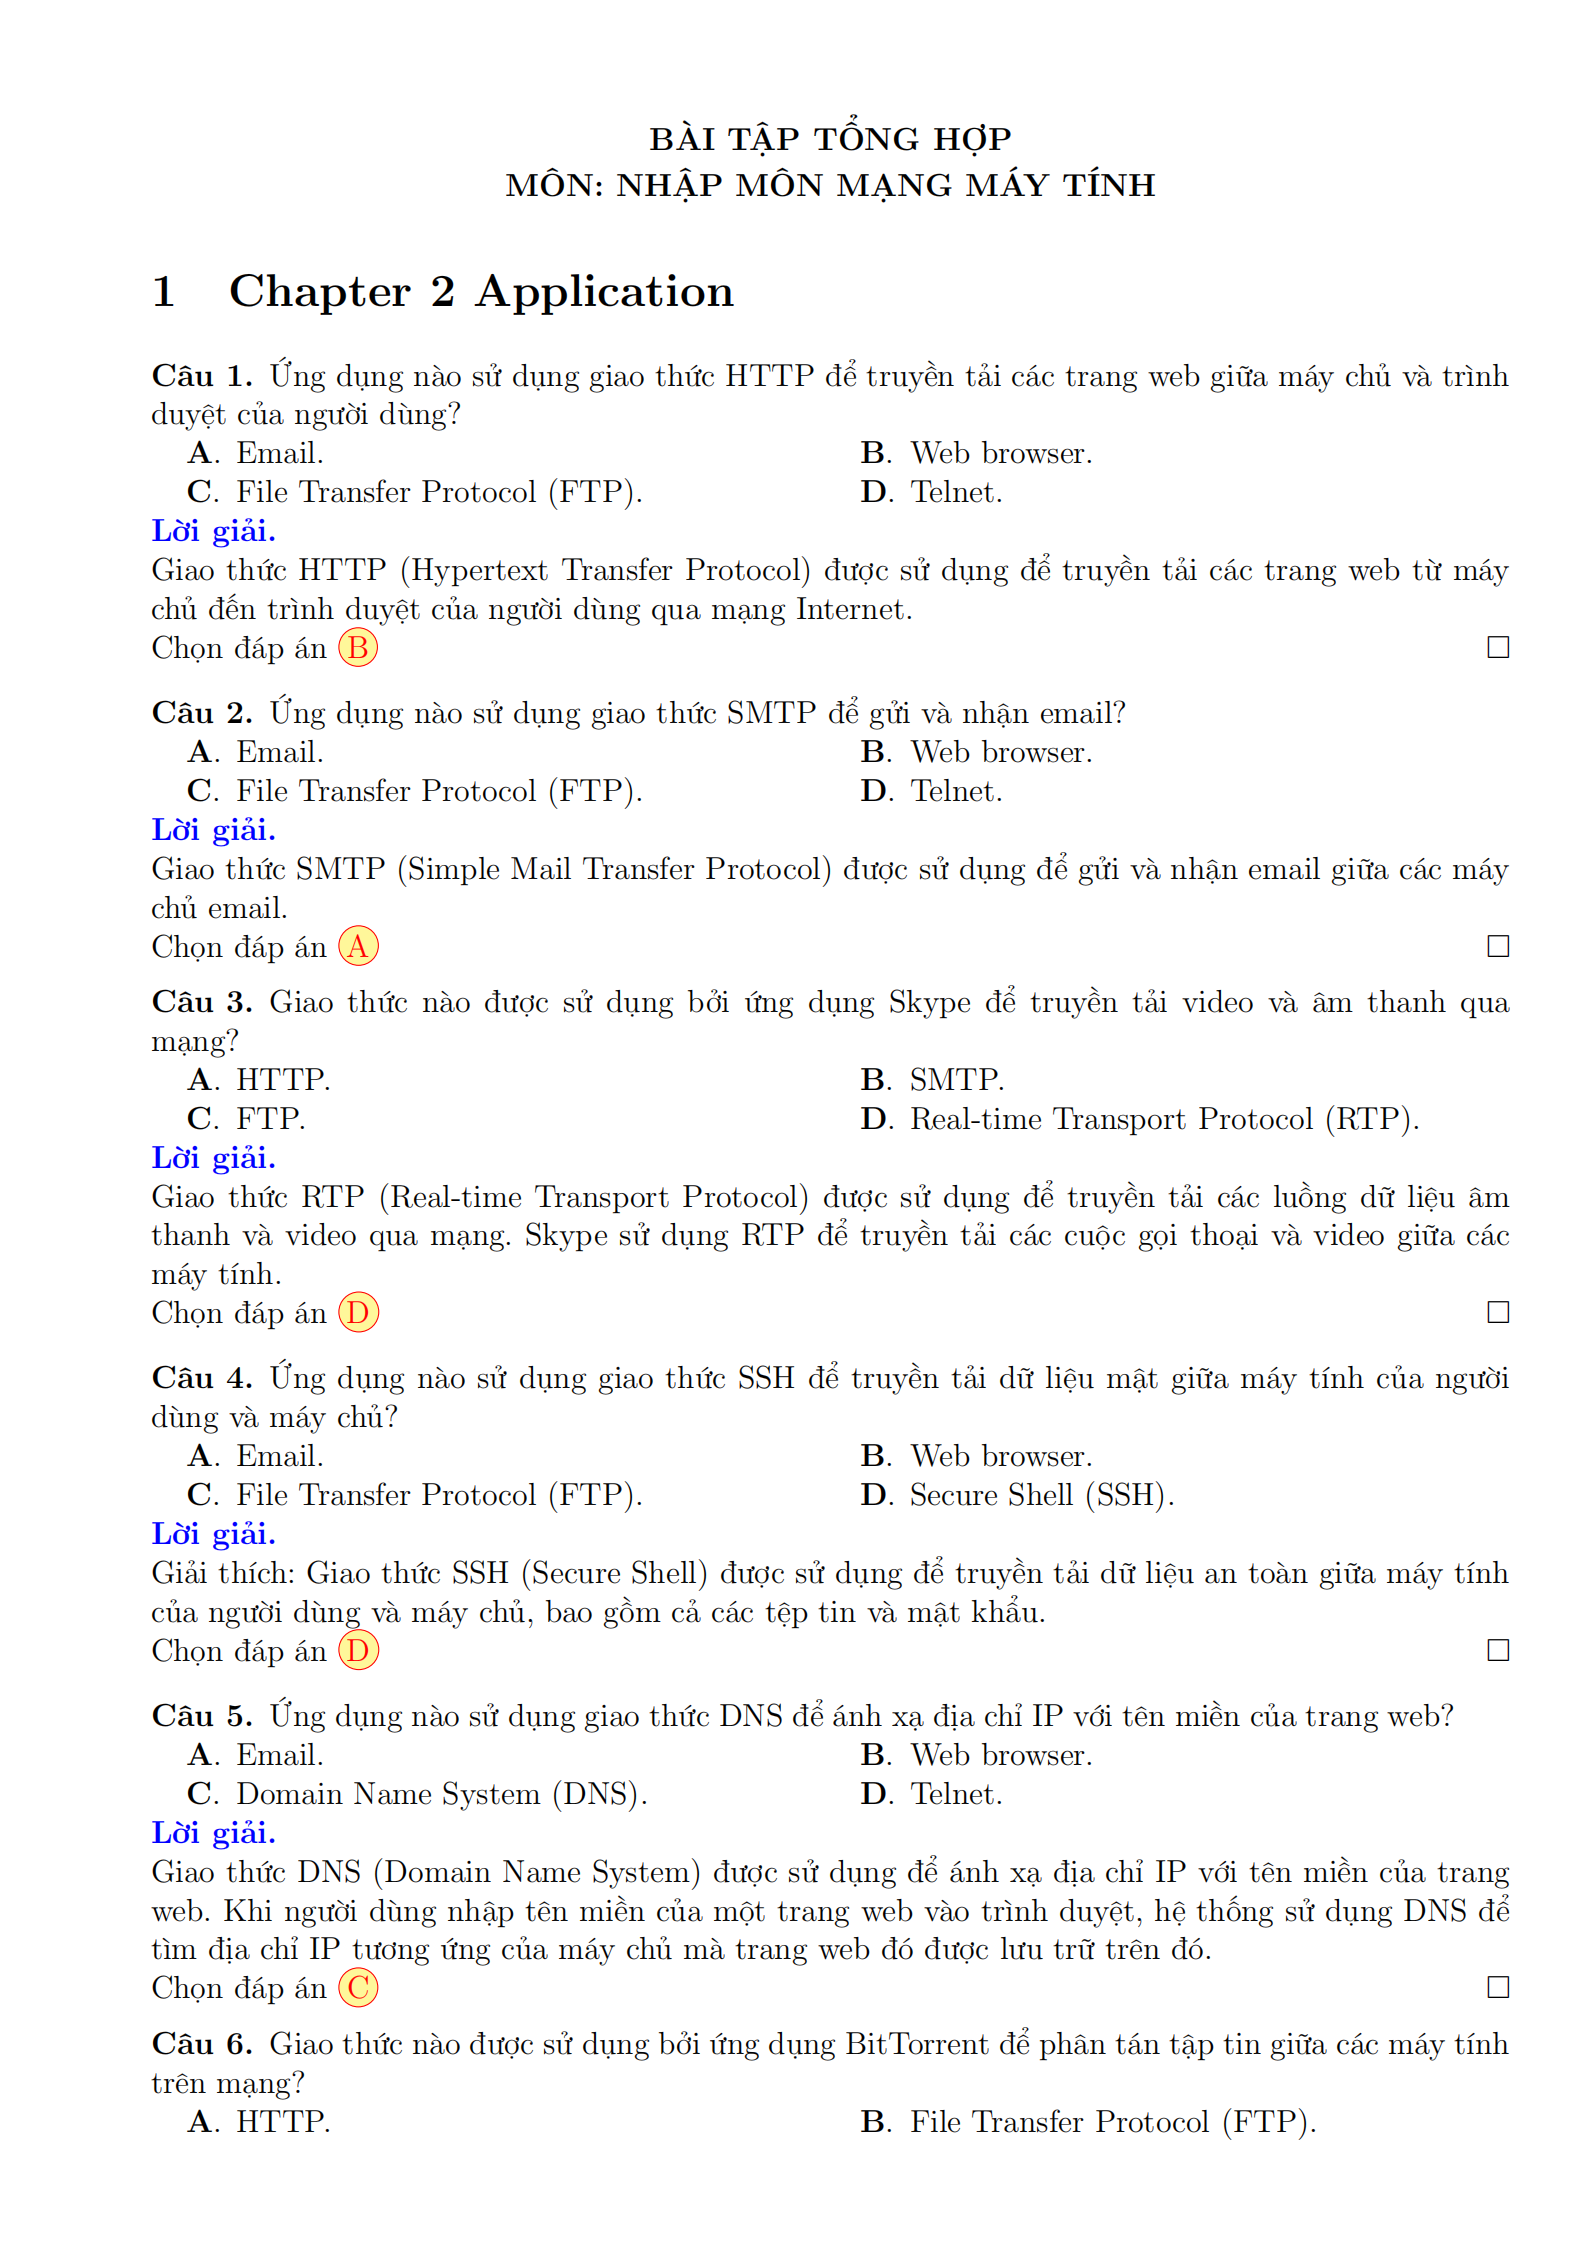 BÀI TẬP TỔNG HỢP
MÔN: NHẬP MÔN MẠNG MÁY TÍNH
1 Chapter 2 Application
Câu 1. Ứng dụng nào sử dụng giao thức HTTP để truyền tải các trang web giữa máy chủ và trình
duyệt của người dùng?
A. Email. B. Web browser.
C. File Transfer Protocol (FTP). D. Telnet.
Lời giải.
Giao thức HTTP (Hypertext Transfer Protocol) được sử dụng để truyền tải các trang web từ máy
chủ đến trình duyệt của người dùng qua mạng Internet.
Chọn đáp án B □
Câu 2. Ứng dụng nào sử dụng giao thức SMTP để gửi và nhận email?
A. Email. B. Web browser.
C. File Transfer Protocol (FTP). D. Telnet.
Lời giải.
Giao thức SMTP (Simple Mail Transfer Protocol) được sử dụng để gửi và nhận email giữa các máy
chủ email.
Chọn đáp án A □
Câu 3. Giao thức nào được sử dụng bởi ứng dụng Skype để truyền tải video và âm thanh qua
mạng?
A. HTTP. B. SMTP.
C. FTP. D. Real-time Transport Protocol (RTP).
Lời giải.
Giao thức RTP (Real-time Transport Protocol) được sử dụng để truyền tải các luồng dữ liệu âm
thanh và video qua mạng. Skype sử dụng RTP để truyền tải các cuộc gọi thoại và video giữa các
máy tính.
Chọn đáp án D □
Câu 4. Ứng dụng nào sử dụng giao thức SSH để truyền tải dữ liệu mật giữa máy tính của người
dùng và máy chủ?
A. Email. B. Web browser.
C. File Transfer Protocol (FTP). D. Secure Shell (SSH).
Lời giải.
Giải thích: Giao thức SSH (Secure Shell) được sử dụng để truyền tải dữ liệu an toàn giữa máy tính
của người dùng và máy chủ, bao gồm cả các tệp tin và mật khẩu.
Chọn đáp án D □
Câu 5. Ứng dụng nào sử dụng giao thức DNS để ánh xạ địa chỉ IP với tên miền của trang web?
A. Email. B. Web browser.
C. Domain Name System (DNS). D. Telnet.
Lời giải.
Giao thức DNS (Domain Name System) được sử dụng để ánh xạ địa chỉ IP với tên miền của trang
web. Khi người dùng nhập tên miền của một trang web vào trình duyệt, hệ thống sử dụng DNS để
tìm địa chỉ IP tương ứng của máy chủ mà trang web đó được lưu trữ trên đó.
Chọn đáp án C □
Câu 6. Giao thức nào được sử dụng bởi ứng dụng BitTorrent để phân tán tập tin giữa các máy tính
trên mạng?
A. HTTP. B. File Transfer Protocol (FTP).